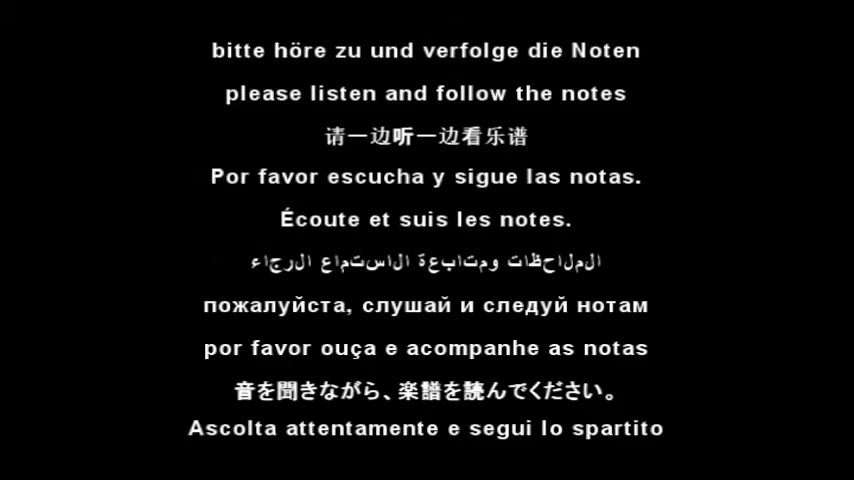 bitte höre zu und verfolge die Noten
please listen and follow the notes
请一边听一边看乐谱
Por favor escucha y sigue las notas.
Écoute et suis les notes.
الملاحظات ومتابعة الاستماع الرجاء
пожалуйста, слушай и следуй нотам
por favor ouça e acompanhe as notas
音を聞きながら、楽譜を読んでください。
Ascolta attentamente e segui lo spartito